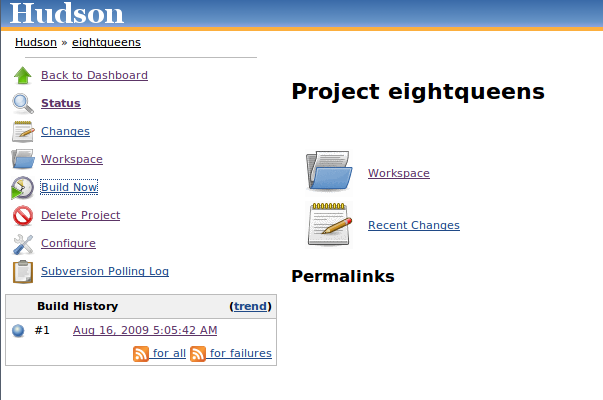 Hudson
Hudson » eightqueens
Back to Dashboard
Status
Changes
Workspace
Build Now
Delete Project
Configure
Subversion Polling Log
Build History (trend)
#1 Aug 16, 2009 5:05:42 AM
for all for failures
Project eightqueens
Workspace
Recent Changes
Permalinks